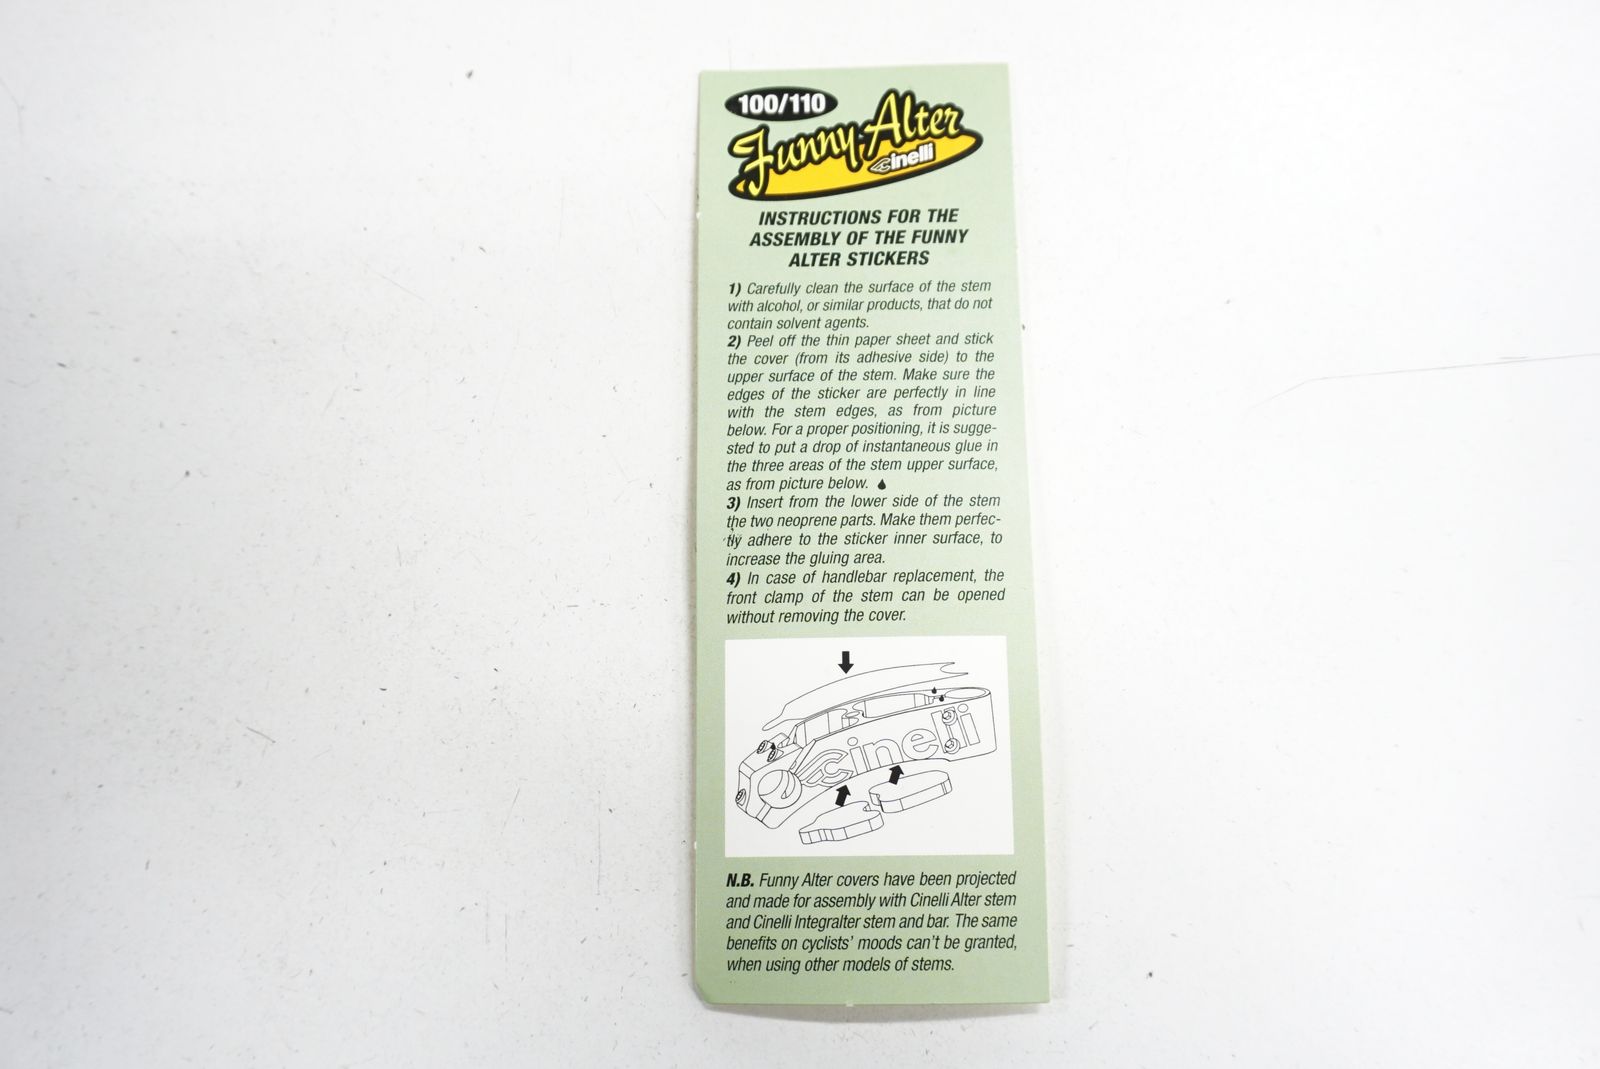 100/110
Funny Alter
Cinelli
INSTRUCTIONS FOR THE
ASSEMBLY OF THE FUNNY
ALTER STICKERS
1) Carefully clean the surface of the stem
with alcohol, or similar products, that do not
contain solvent agents.
2) Peel off the thin paper sheet and stick
the cover (from its adhesive side) to the
upper surface of the stem. Make sure the
edges of the sticker are perfectly in line
with the stem edges, as from picture
below. For a proper positioning, it is sugge-
sted to put a drop of instantaneous glue in
the three areas of the stem upper surface,
as from picture below.
3) Insert from the lower side of the stem
the two neoprene parts. Make them perfec-
tly adhere to the sticker inner surface, to
increase the gluing area.
4) In case of handlebar replacement, the
front clamp of the stem can be opened
without removing the cover.
Cinelli
N.B. Funny Alter covers have been projected
and made for assembly with Cinelli Alter stem
and Cinelli Integralter stem and bar. The same
benefits on cyclists' moods can't be granted,
when using other models of stems.